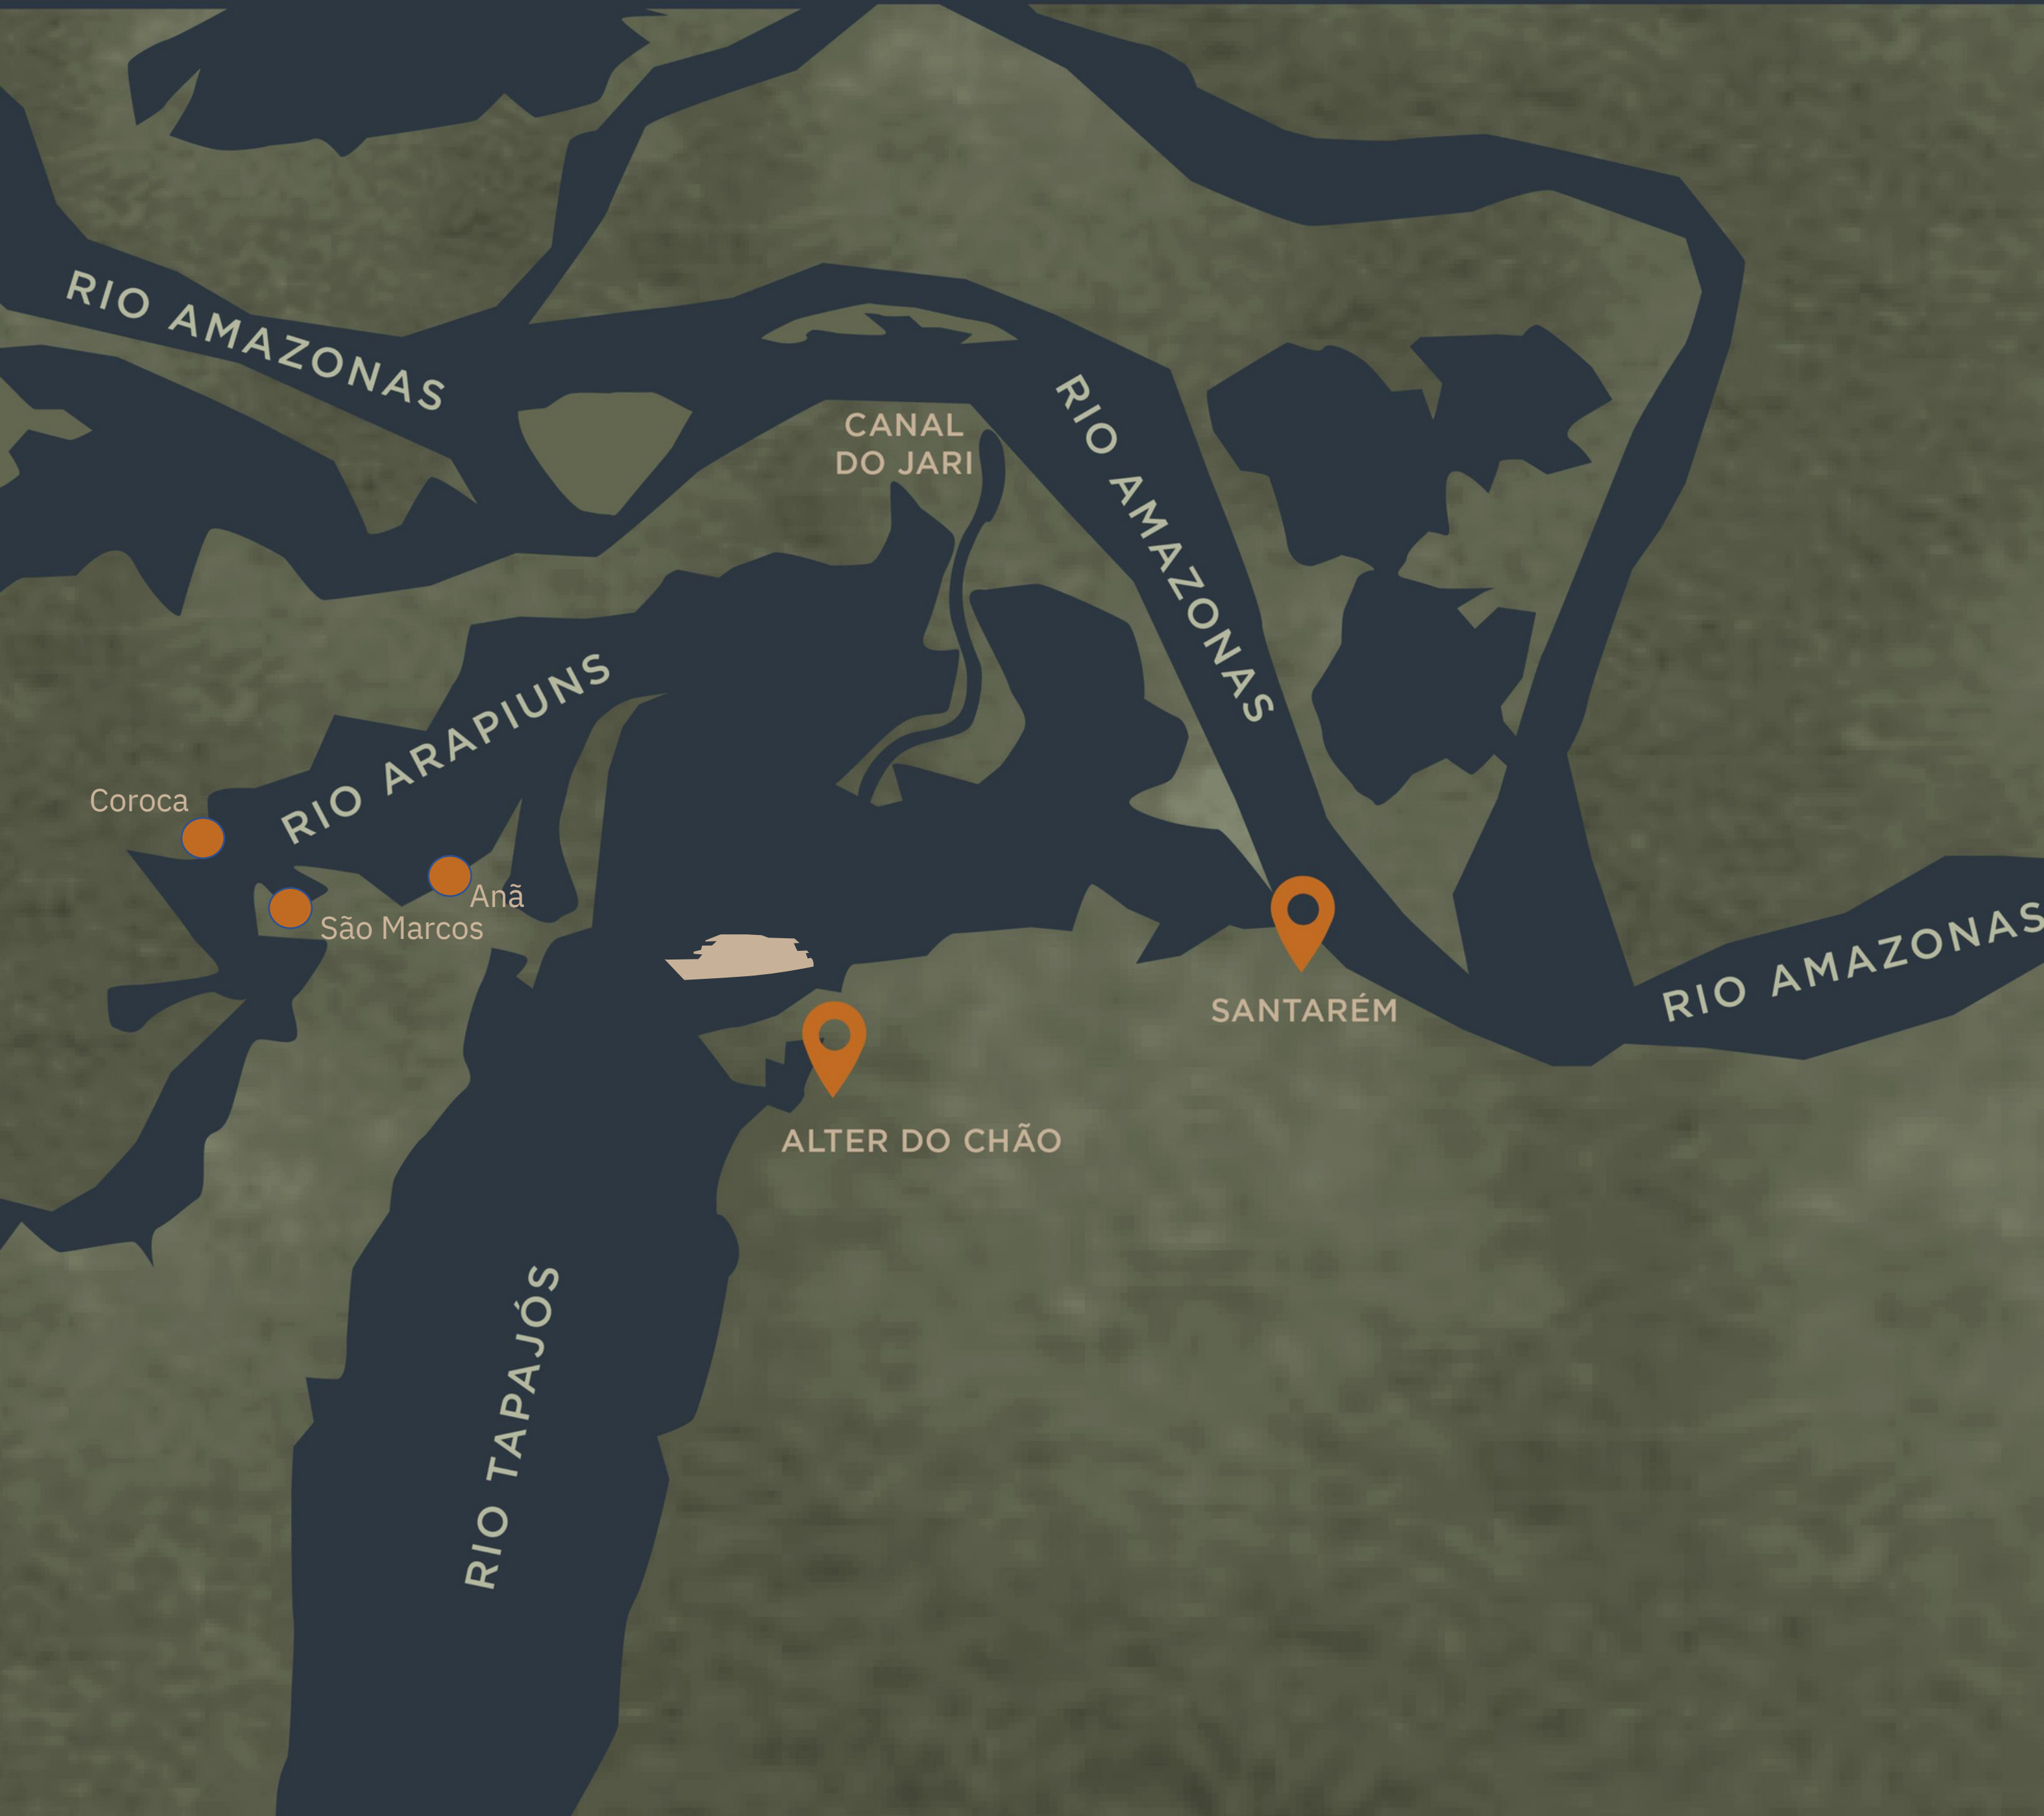 RIO AMAZONAS
RIO AMAZONAS
CANAL
DO JARI
RIO ARAPIUNS
Coroca
Anã
São Marcos
RIO AMAZONAS
SANTARÉM
ALTER DO CHÃO
RIO TAPAJÓS